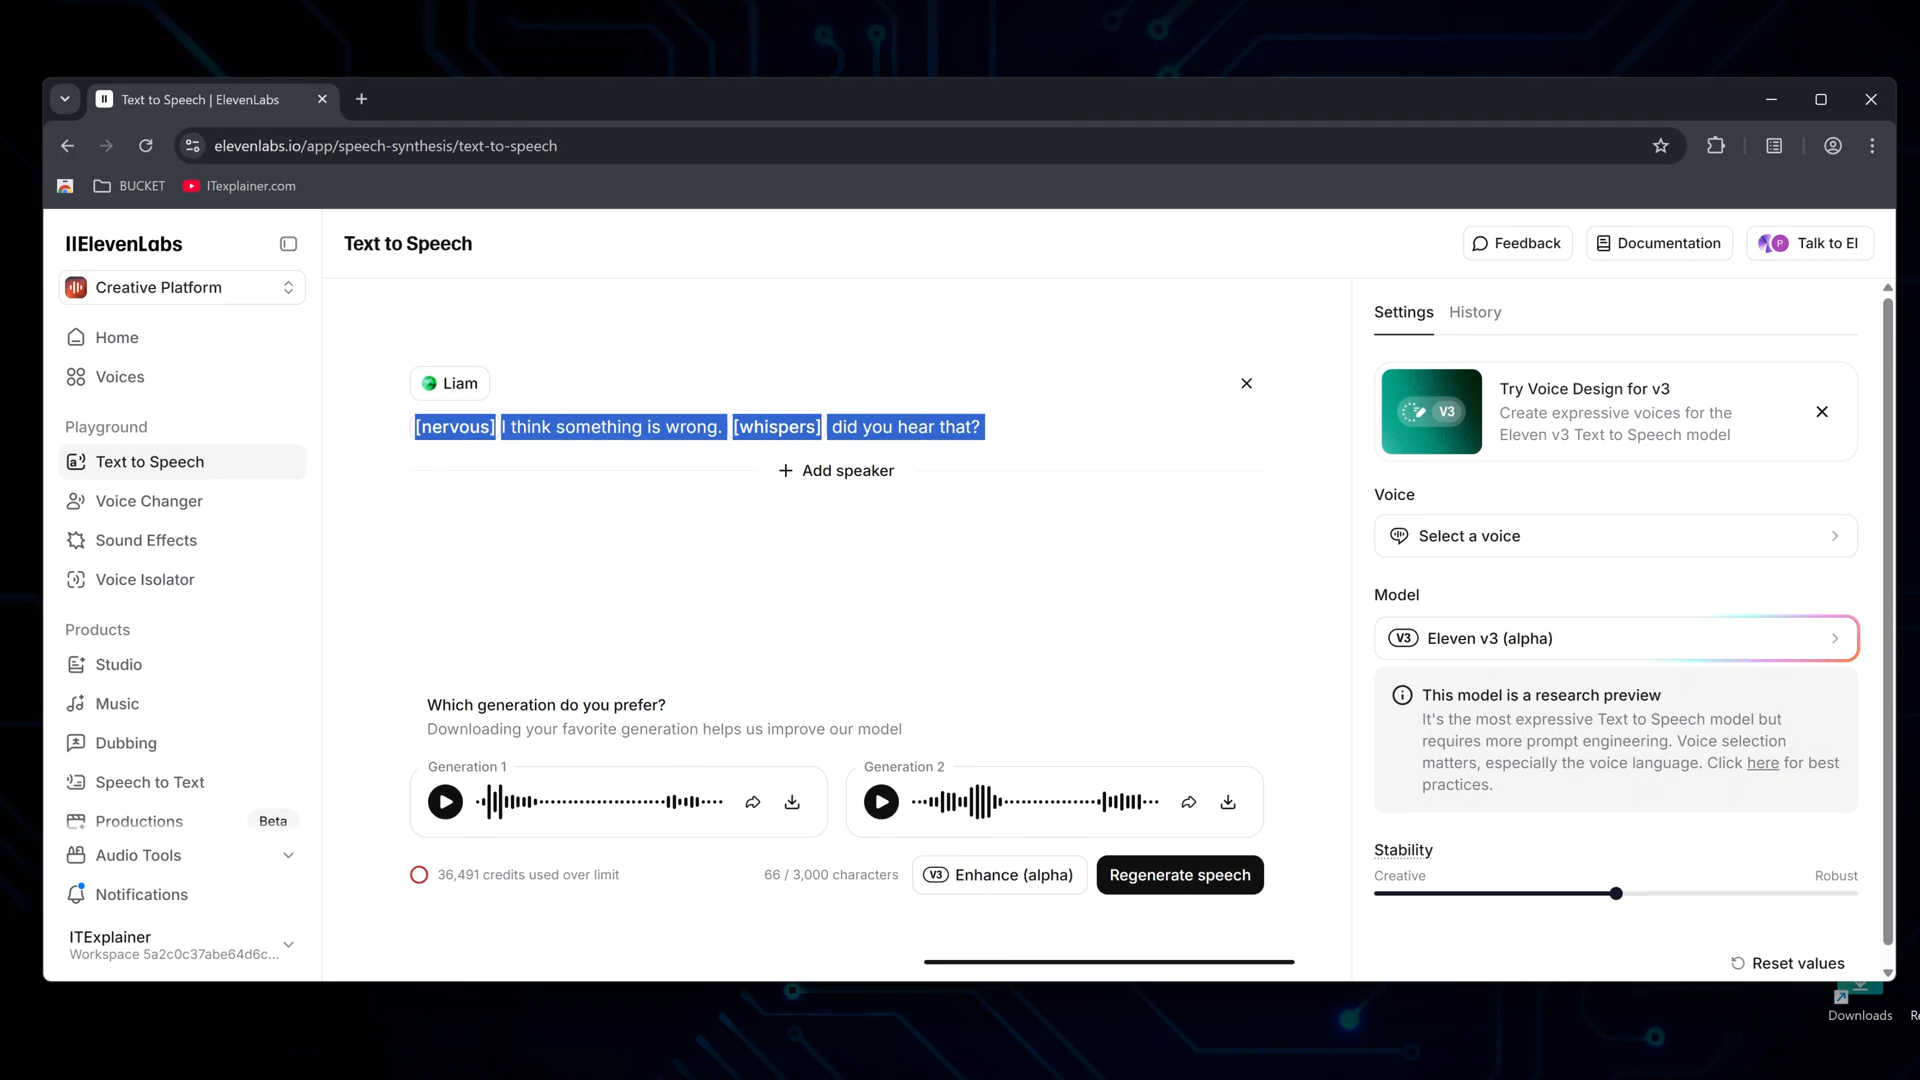 Text to Speech | ElevenLabs
elevenlabs.io/app/speech-synthesis/text-to-speech
BUCKET
ITexplainer.com
IIElevenLabs
Creative Platform
Home
Voices
Playground
Text to Speech
Voice Changer
Sound Effects
Voice Isolator
Products
Studio
Music
Dubbing
Speech to Text
Productions Beta
Audio Tools
Notifications
ITExplainer
Workspace 5a2c0c37abe64d6c...
Text to Speech
Feedback
Documentation
P
Talk to El
Liam
[nervous] I think something is wrong. [whispers] did you hear that?
Add speaker
Which generation do you prefer?
Downloading your favorite generation helps us improve our model
Generation 1
Generation 2
36,491 credits used over limit
66 / 3,000 characters
V3 Enhance (alpha)
Regenerate speech
Settings
History
V3
Try Voice Design for v3
Create expressive voices for the
Eleven v3 Text to Speech model
Voice
Select a voice
Model
V3 Eleven v3 (alpha)
This model is a research preview
It's the most expressive Text to Speech model but
requires more prompt engineering. Voice selection
matters, especially the voice language. Click here for best
practices.
Stability
Creative
Robust
Reset values
Downloads